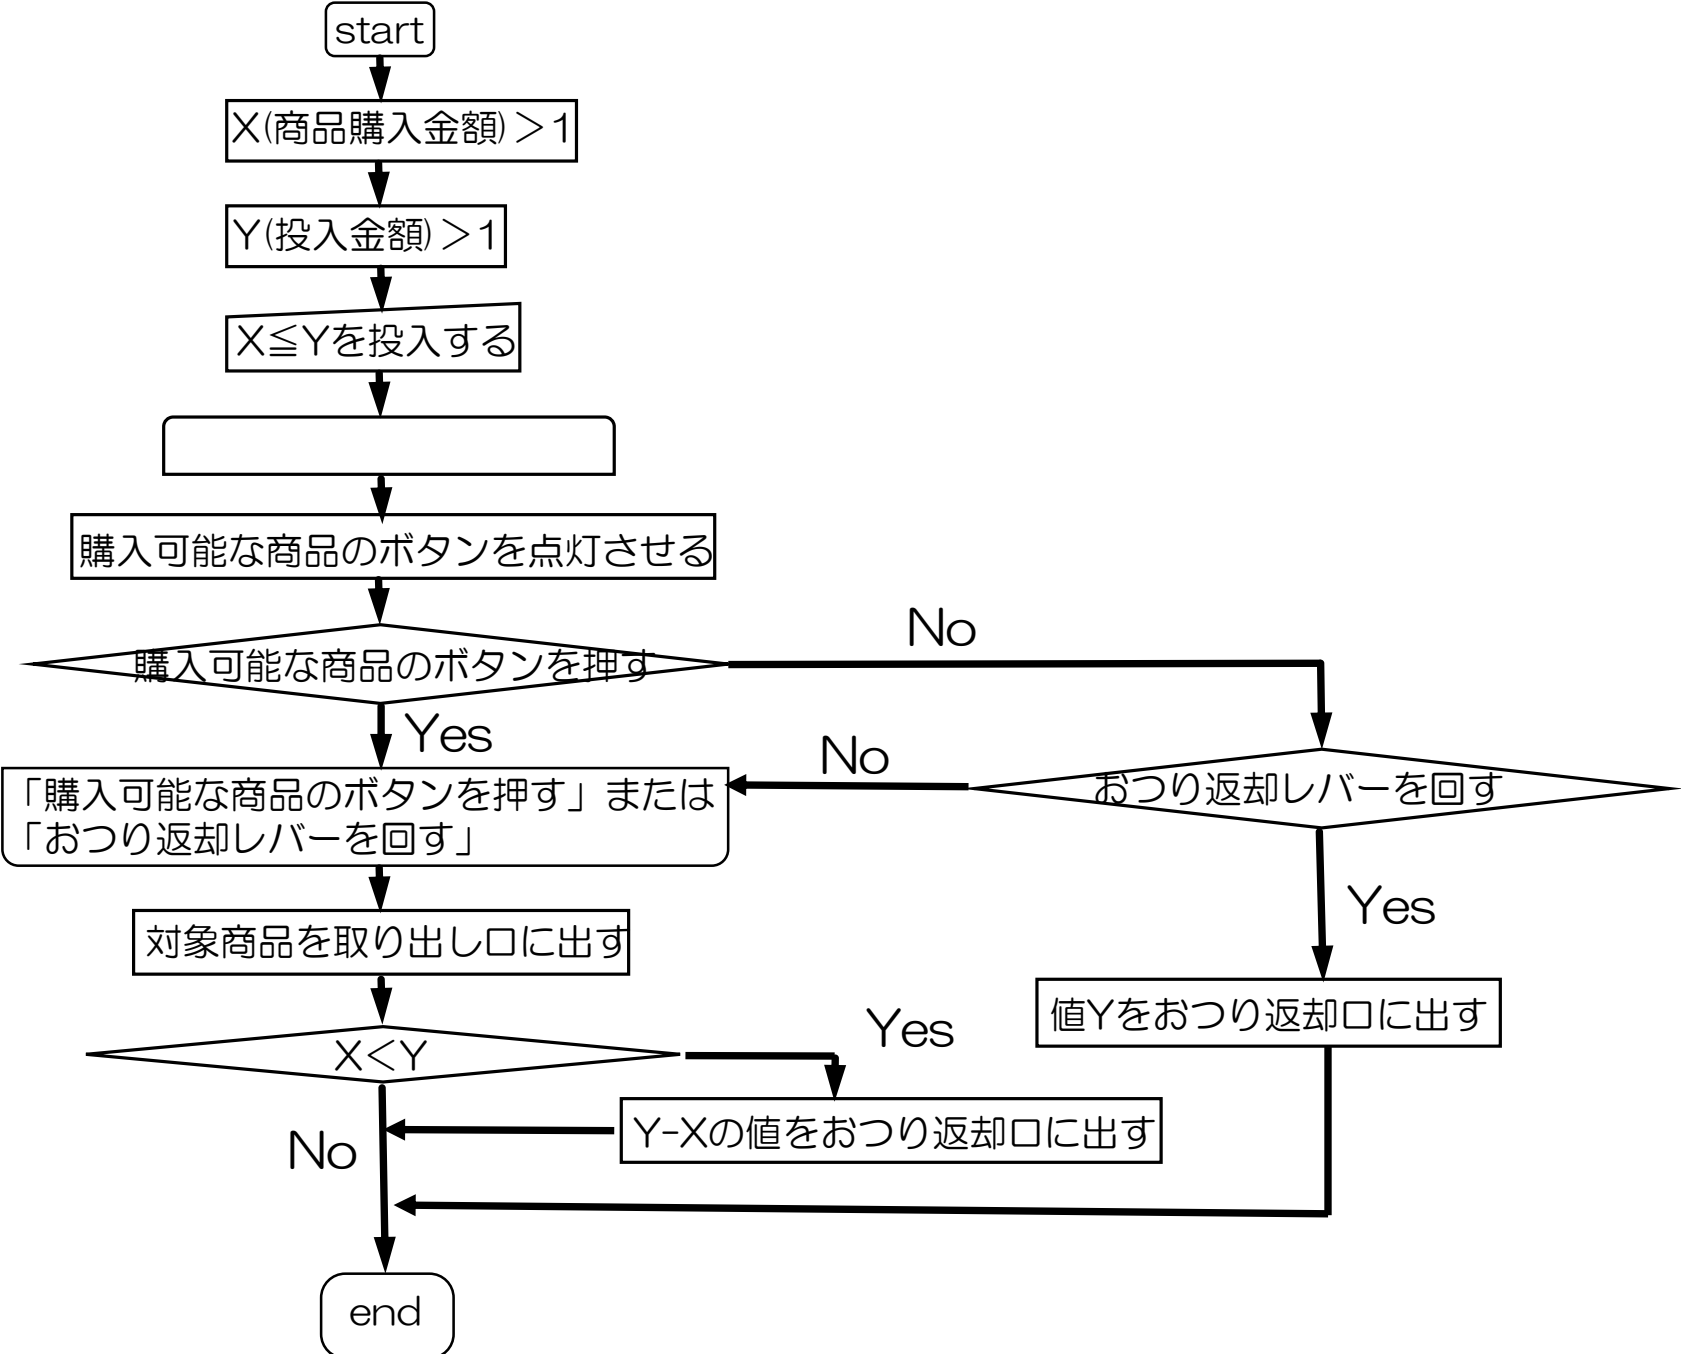 start
X(商品購入金額)＞1
Y(投入金額)＞1
X≦Yを投入する
購入可能な商品のボタンを点灯させる
No
購入可能な商品のボタンを押す
Yes
No
「購入可能な商品のボタンを押す」または
「おつり返却レバーを回す」
おつり返却レバーを回す
Yes
対象商品を取り出し口に出す
値Yをおつり返却口に出す
X＜Y
Yes
Y-Xの値をおつり返却口に出す
No
end